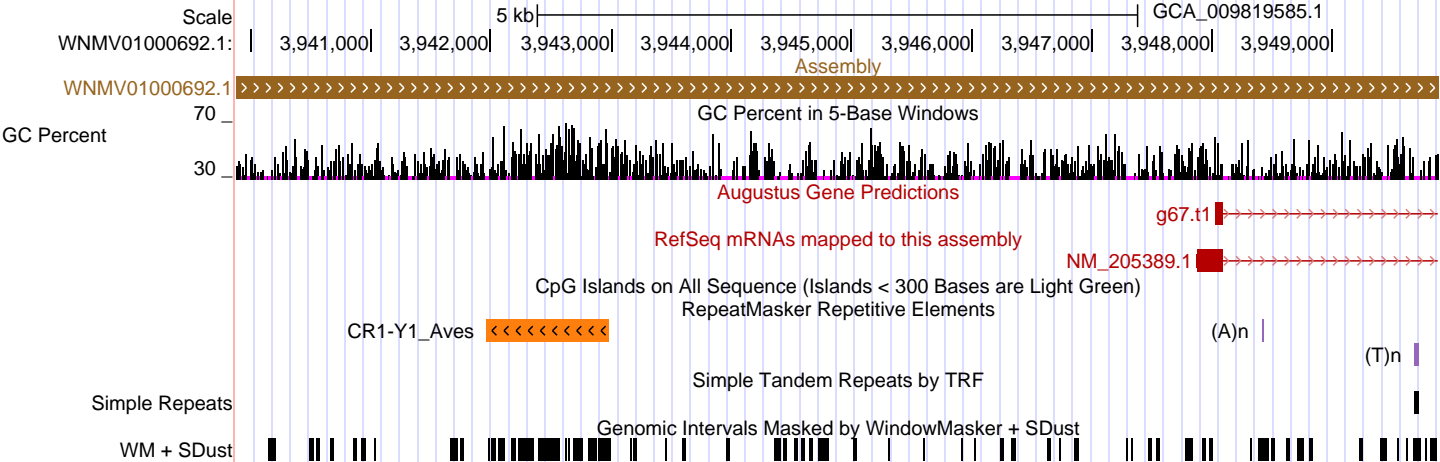 Scale 5 kb GCA_009819585.1
WNMV01000692.1: 3,941,000 3,942,000 3,943,000 3,944,000 3,945,000 3,946,000 3,947,000 3,948,000 3,949,000
Assembly
WNMV01000692.1
GC Percent in 5-Base Windows
70 _
GC Percent
30 _
Augustus Gene Predictions
g67.t1
RefSeq mRNAs mapped to this assembly
NM_205389.1
CpG Islands on All Sequence (Islands < 300 Bases are Light Green)
RepeatMasker Repetitive Elements
CR1-Y1_Aves (A)n
(T)n
Simple Tandem Repeats by TRF
Simple Repeats
Genomic Intervals Masked by WindowMasker + SDust
WM + SDust